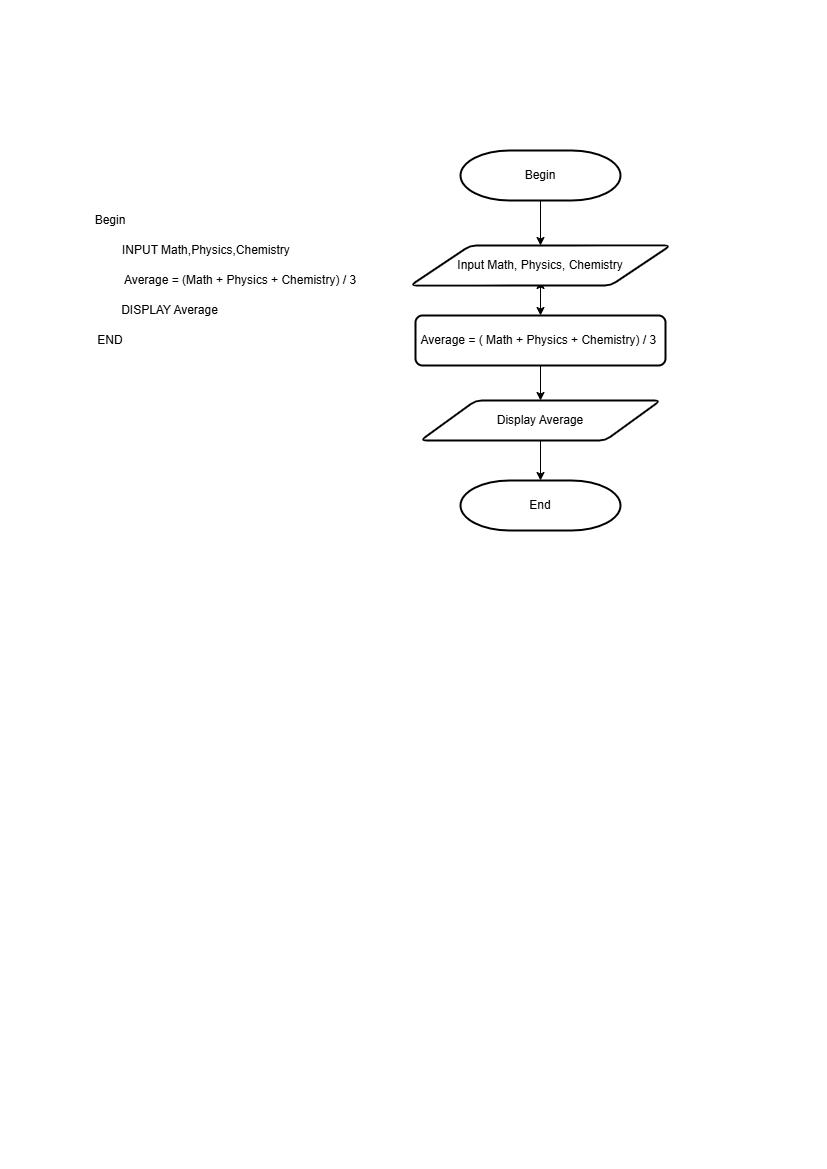 Begin
INPUT Math,Physics,Chemistry
Average = (Math + Physics + Chemistry) / 3
DISPLAY Average
END
Begin
Input Math, Physics, Chemistry
Average = ( Math + Physics + Chemistry) / 3
Display Average
End